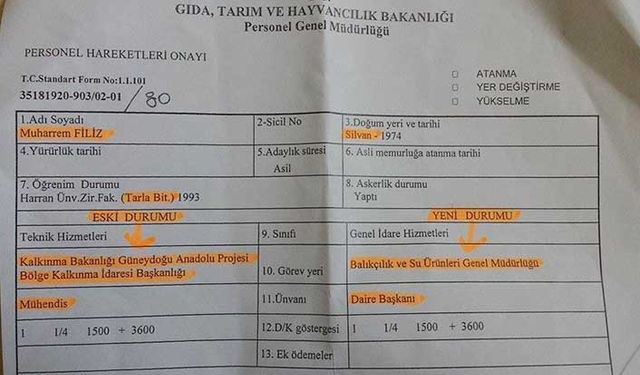 GIDA, TARIM VE HAYVANCILIK BAKANLIĞI
Personel Genel Müdürlüğü
PERSONEL HAREKETLERİ ONAYI
T.C.Standart Form No:1.1.101
35181920-903/02-01 /80
□ ATANMA
□ YER DEĞİŞTİRME
□ YÜKSELME
1.Adı Soyadı
Muharrem FİLİZ
2-Sicil No
3.Doğum yeri ve tarihi
Silvan - 1974
4.Yürürlük tarihi
5.Adaylık süresi
Asil
6. Asli memurluğa atanma tarihi
7. Öğrenim Durumu
Harran Ünv.Zir.Fak. (Tarla Bit.) 1993
8. Askerlik durumu
Yaptı
ESKİ DURUMU
YENİ DURUMU
Teknik Hizmetleri
9. Sınıfı
Genel İdare Hizmetleri
Kalkınma Bakanlığı Güneydoğu Anadolu Projesi
Bölge Kalkınma İdaresi Başkanlığı
10. Görev yeri
Balıkçılık ve Su Ürünleri Genel Müdürlüğü
Mühendis
11.Ünvanı
Daire Başkanı
1 1/4 1500 + 3600
12.D/K göstergesi
1 1/4 1500 + 3600
13. Ek ödemeler